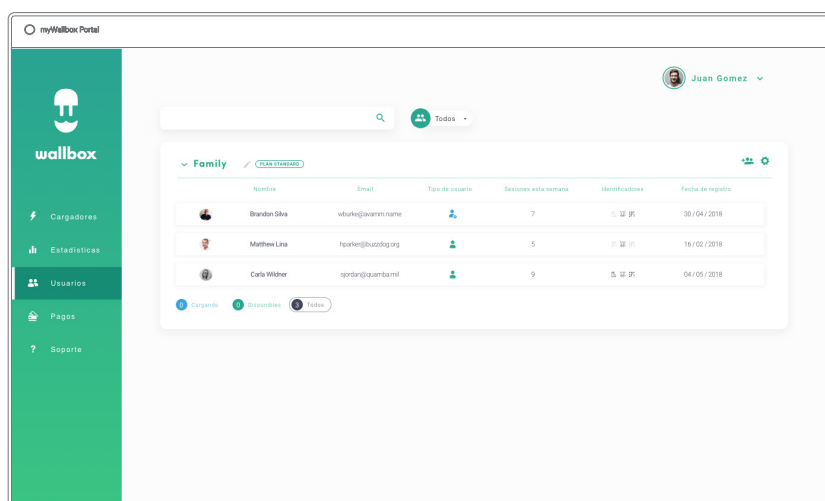 myWallbox Portal
Juan Gomez
wallbox
Todos
Family PLAN STANDARD
Nombre Email Tipo de usuario Sesiones esta semana Identificadores Fecha de registro
Brandon Silva wburke@avamm.name 7 30 / 04 / 2018
Matthew Lina hparker@buzzdog.org 5 16 / 02 / 2018
Carla Wildner sjordan@quamba.mil 9 04 / 05 / 2018
0 Cargando 0 Disponibles 3 Todos
Cargadores
Estadísticas
Usuarios
Pagos
? Soporte